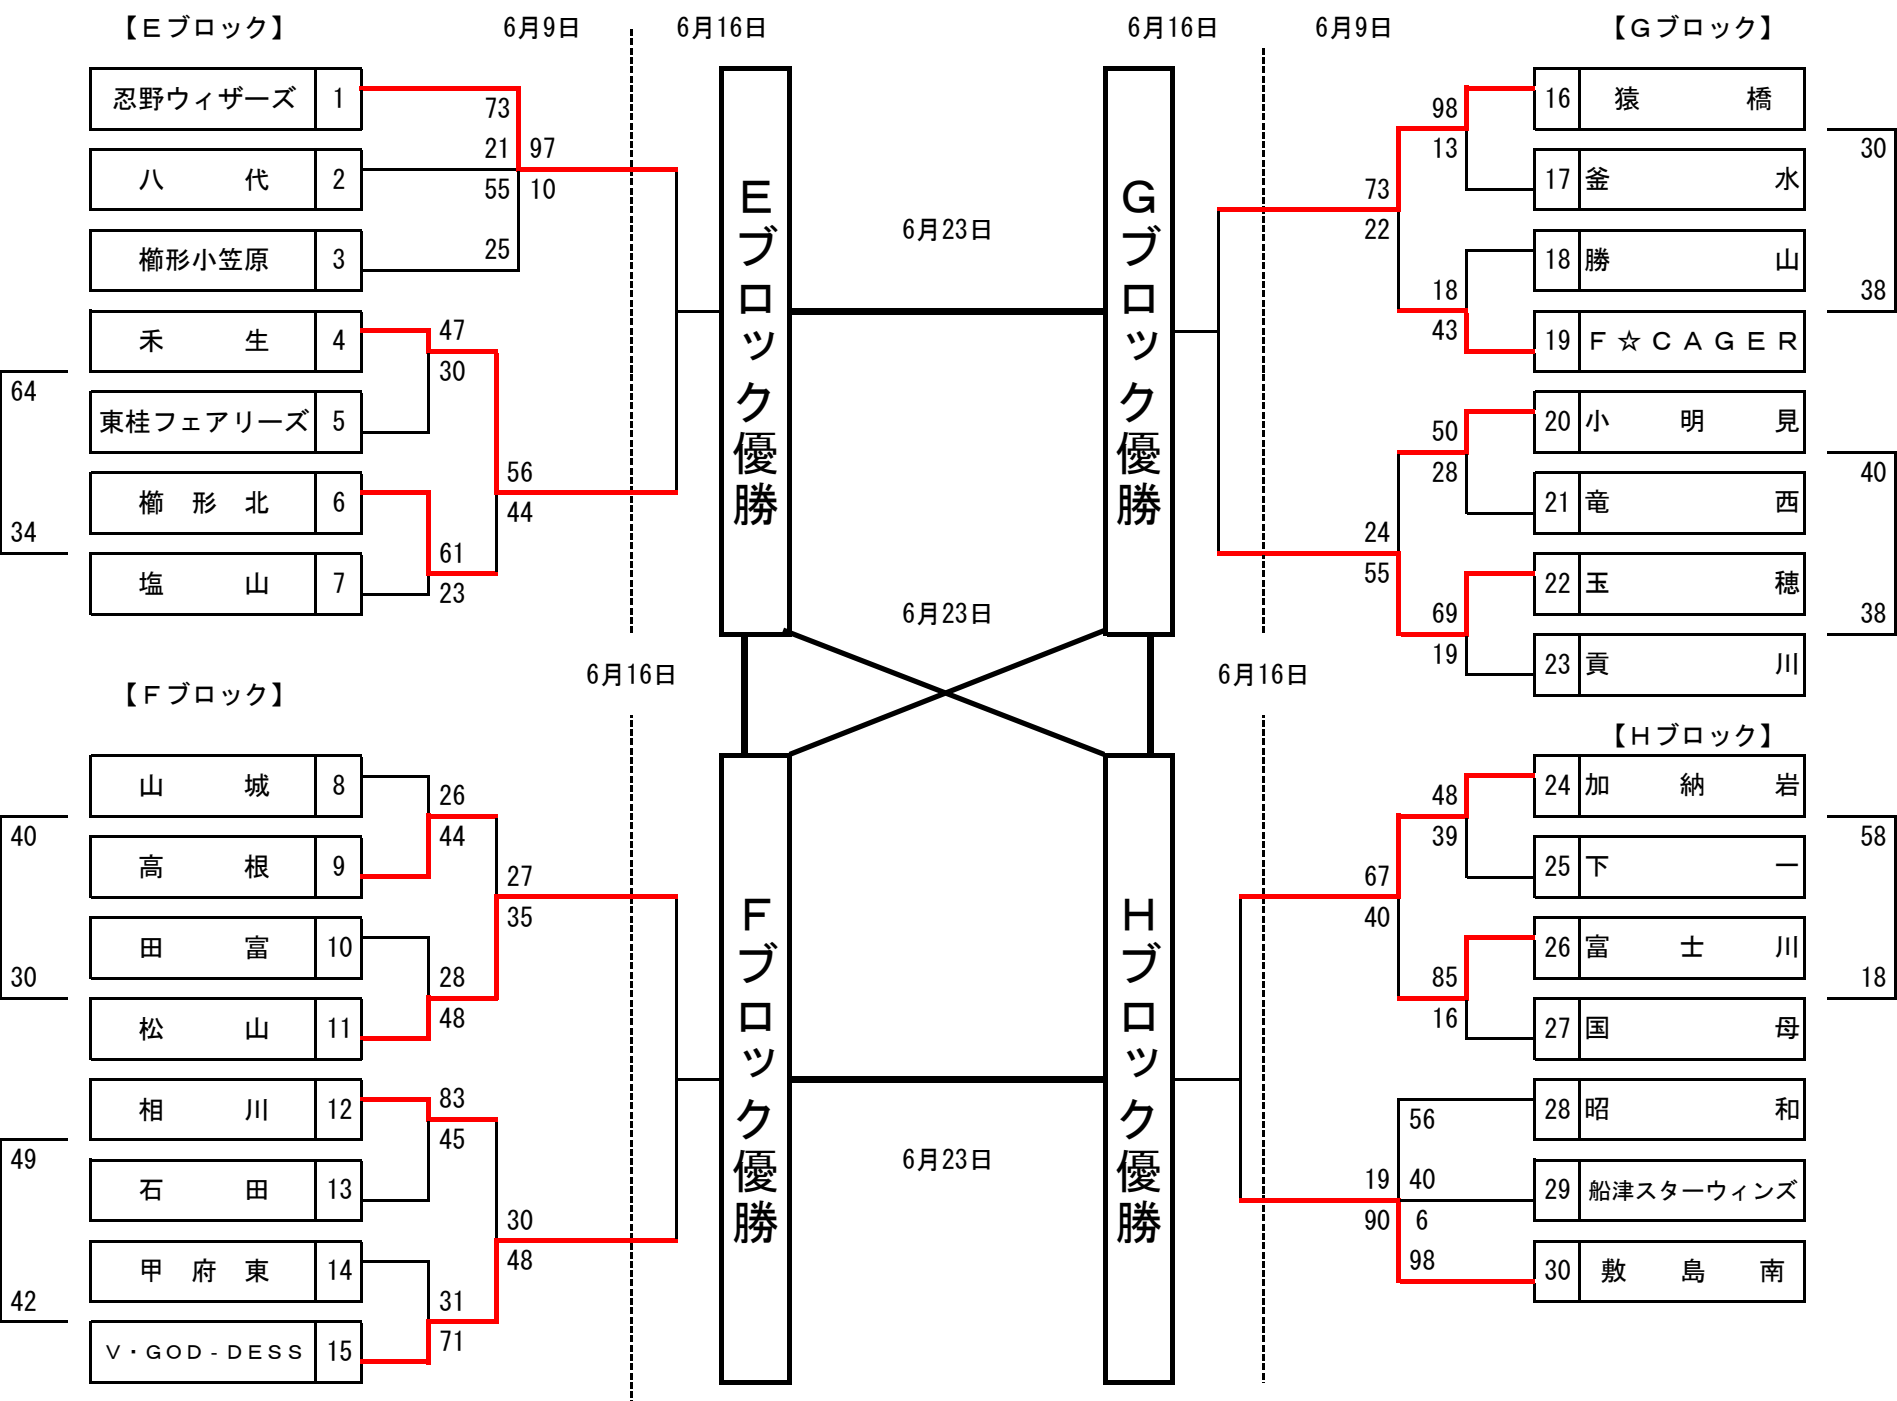 【Ｅブロック】 6月9日 6月16日
忍野ウィザーズ 1
八代 2
櫛形小笠原 3
禾生 4
東桂フェアリーズ 5
櫛形北 6
塩山 7
73
21 97
55 10
25
47
30
56
44
61
23
64
34
【Ｆブロック】 6月16日
山城 8
高根 9
田富 10
松山 11
相川 12
石田 13
甲府東 14
Ｖ・ＧＯＤ‐ＤＥＳＳ 15
26
44
27
35
28
48
83
45
30
48
31
71
40
30
49
42
Ｅブロック優勝
Ｆブロック優勝
6月23日
6月23日
6月23日
Ｇブロック優勝
Ｈブロック優勝
6月16日 6月9日 【Ｇブロック】
16 猿橋
17 釜水
18 勝山
19 Ｆ☆ＣＡＧＥＲ
20 小明見
21 竜西
22 玉穂
23 貢川
98
13
73
22
18
43
50
28
24
55
69
19
30
38
40
38
6月16日 【Ｈブロック】
24 加納岩
25 下一
26 富士川
27 国母
28 昭和
29 船津スターウィンズ
30 敷島南
48
39
67
40
85
16
56
19 40
90 6
98
58
18